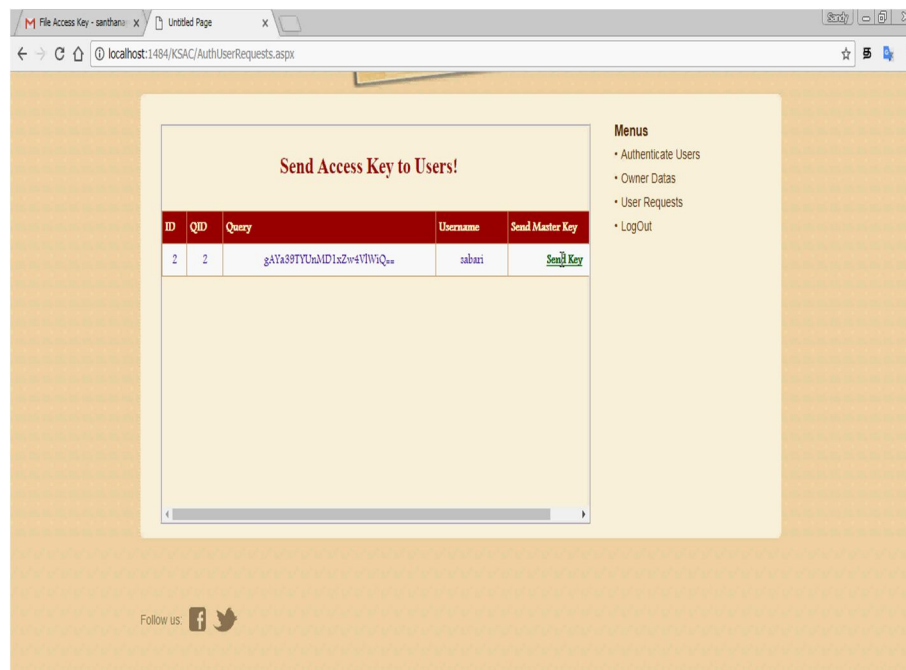 File Access Key - santhana
Untitled Page
Sandy
localhost:1484/KSAC/AuthUserRequests.aspx
Send Access Key to Users!
ID QID Query Username Send Master Key
2 2 gAYa39TYUnMD1xZw4VlWiQ== sabari Send Key
Menus
• Authenticate Users
• Owner Datas
• User Requests
• LogOut
Follow us: